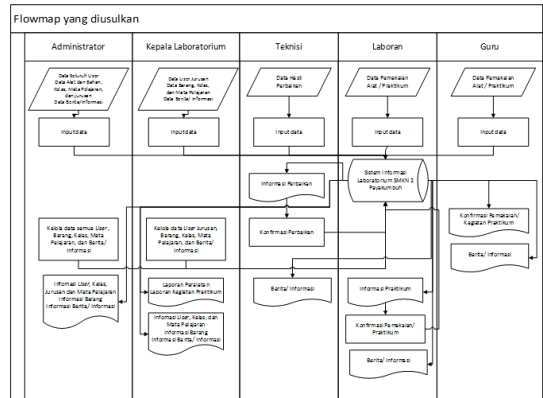 Flowmap yang diusulkan
Administrator
Kepala Laboratorium
Teknisi
Laboran
Guru
Data Seluruh User
Data Alat dan Bahan,
Kelas, Mata Pelajaran,
dan Jurusan
Data Berita/Informasi
Data User Jurusan
Data Barang, Kelas,
dan Mata Pelajaran
Data Berita/ Informasi
Data Hasil
Perbaikan
Data Pemakaian
Alat / Praktikum
Data Pemakaian
Alat / Praktikum
Input data
Input data
Input data
Input data
Input data
Sistem Informasi
Laboratorium SMKN 2
Payakumbuh
Informasi Perbaikan
Konfirmasi Perbaikan
Konfirmasi Pemakaian/
Kegiatan Praktikum
Berita/ Informasi
Kelola data semua User,
Barang, Kelas, Mata
Pelajaran, dan Berita/
Informasi
Kelola data User Jurusan,
Barang, Kelas, Mata
Pelajaran, dan Berita/
Informasi
Infomasi User, Kelas,
Jurusan dan Mata Pelajaran
Informasi Barang
Informasi Berita/ Informasi
Laporan Peralatan
Laporan Kegiatan Praktikum
Infomasi User, Kelas, dan
Mata Pelajaran
Informasi Barang
Informasi Berita/ Informasi
Berita/ Informasi
Informasi Praktikum
Konfirmasi Pemakaian/
Praktikum
Berita/ Informasi